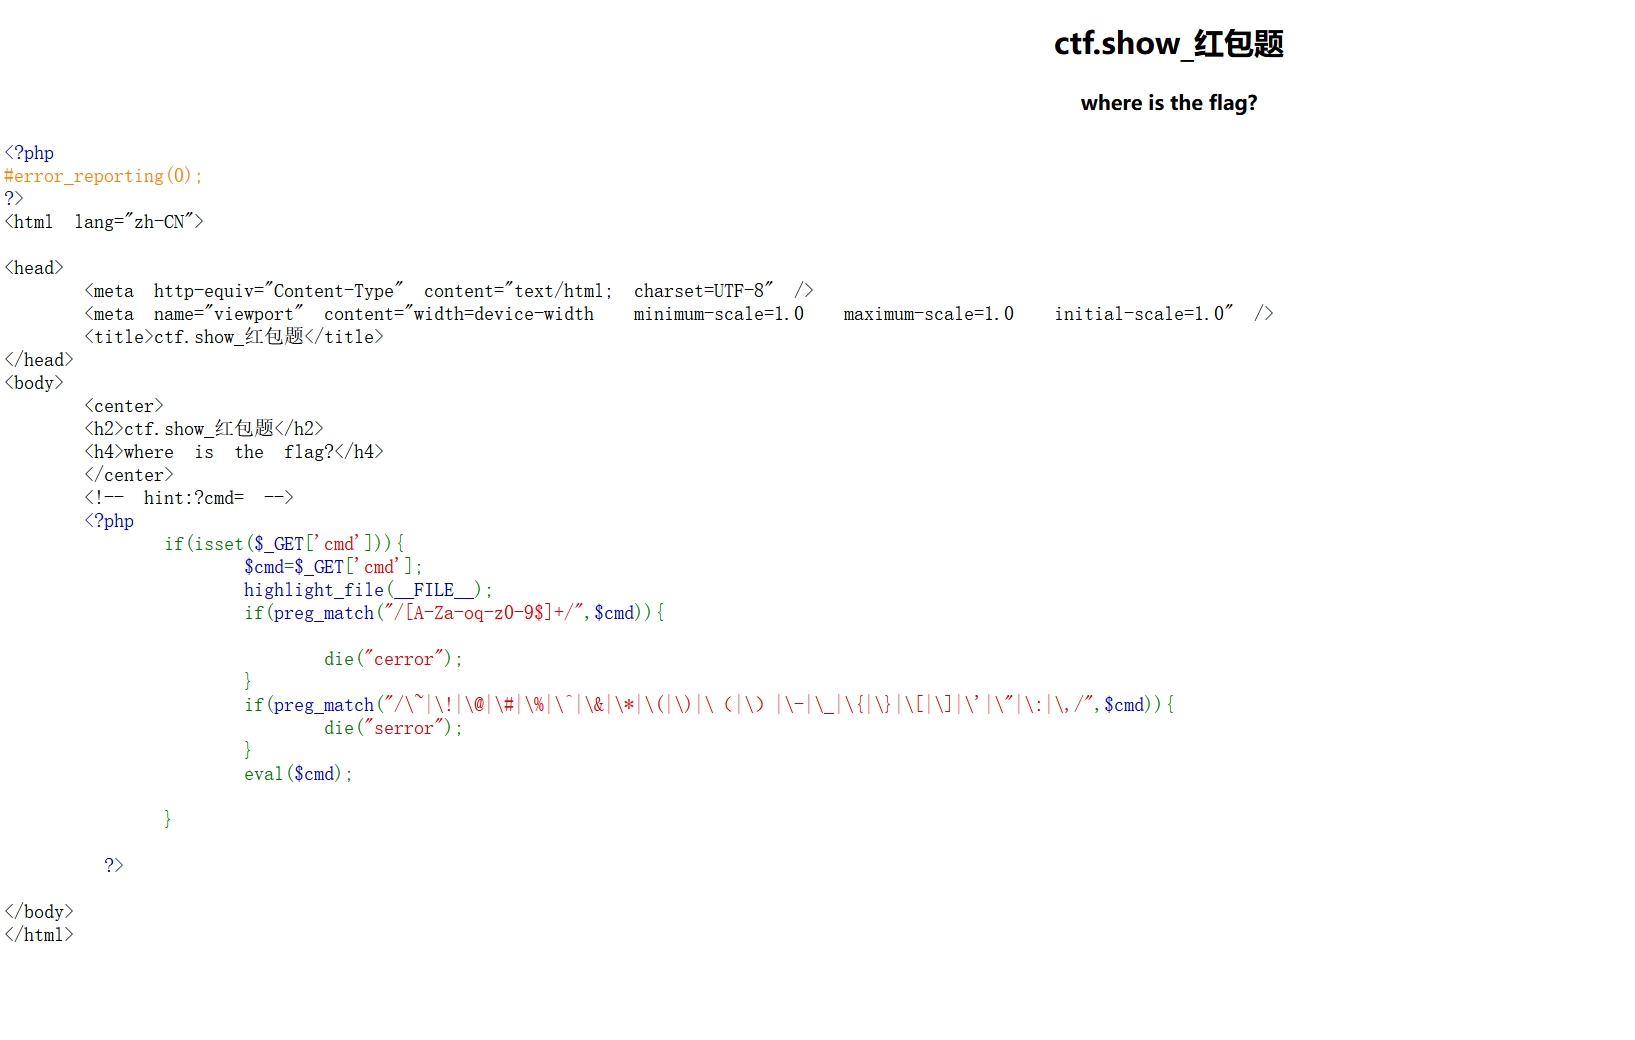 ctf.show_红包题
where is the flag?
<?php
#error_reporting(0);
?>
<html lang="zh-CN">
<head>
<meta http-equiv="Content-Type" content="text/html; charset=UTF-8" />
<meta name="viewport" content="width=device-width minimum-scale=1.0 maximum-scale=1.0 initial-scale=1.0" />
<title>ctf.show_红包题</title>
</head>
<body>
<center>
<h2>ctf.show_红包题</h2>
<h4>where is the flag?</h4>
</center>
<!-- hint:?cmd= -->
<?php
if(isset($_GET['cmd'])){
$cmd=$_GET['cmd'];
highlight_file(__FILE__);
if(preg_match("/[A-Za-oq-z0-9$]+/",$cmd)){
die("cerror");
}
if(preg_match("/\~|\!|\@|\#|\%|\^|\&|\*|\(|\)|\（|\）|\-|\_|\{|\}|\[|\]|\'|\"|\:|\,/",$cmd)){
die("serror");
}
eval($cmd);
}
?>
</body>
</html>